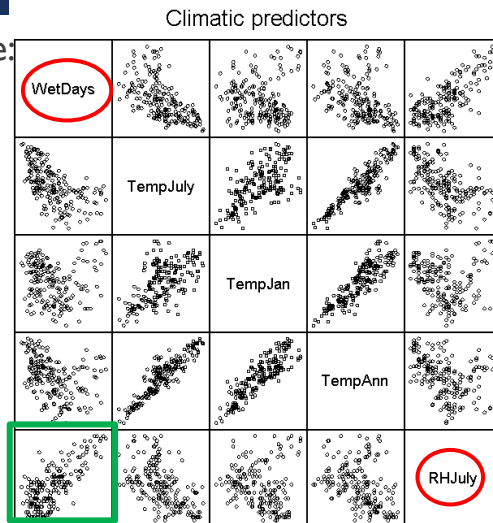 Climatic predictors
e:
WetDays
TempJuly
TempJan
TempAnn
RHJuly